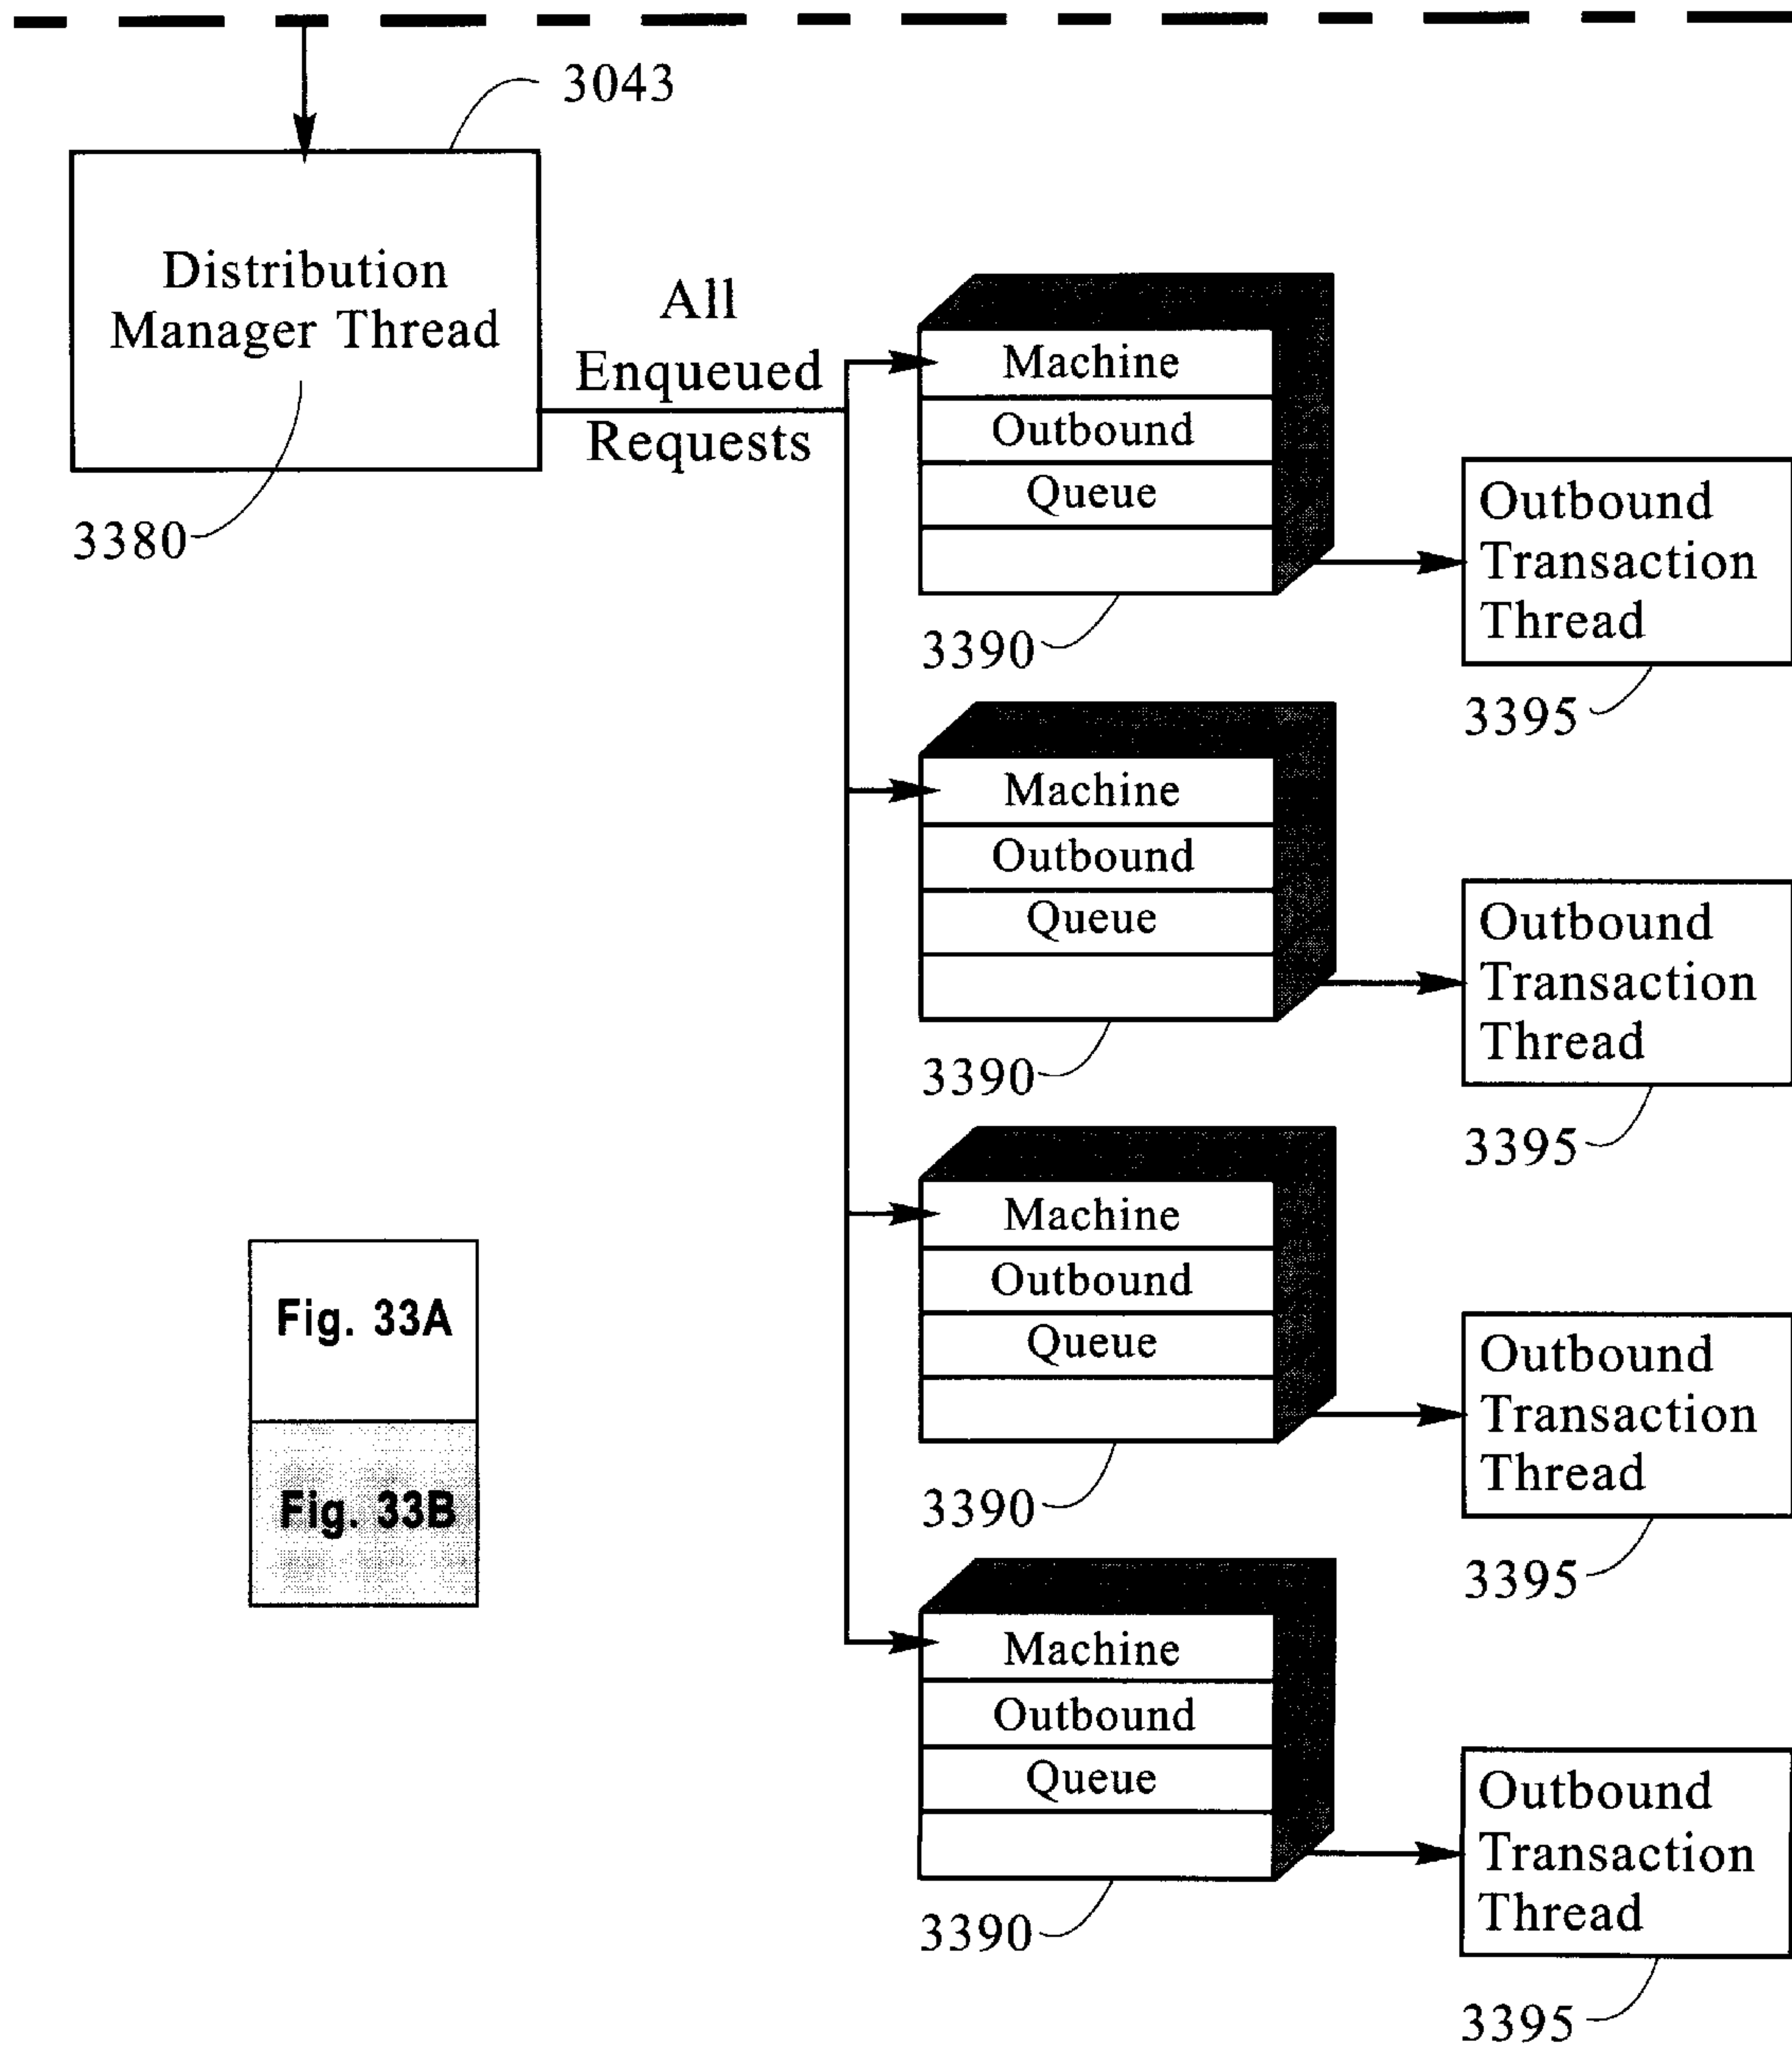 3043
Distribution
Manager Thread
3380
All
Enqueued
Requests
Machine
Outbound
Queue
3390
Outbound
Transaction
Thread
3395
Machine
Outbound
Queue
3390
Outbound
Transaction
Thread
3395
Machine
Outbound
Queue
3390
Outbound
Transaction
Thread
3395
Machine
Outbound
Queue
3390
Outbound
Transaction
Thread
3395
Fig. 33A
Fig. 33B